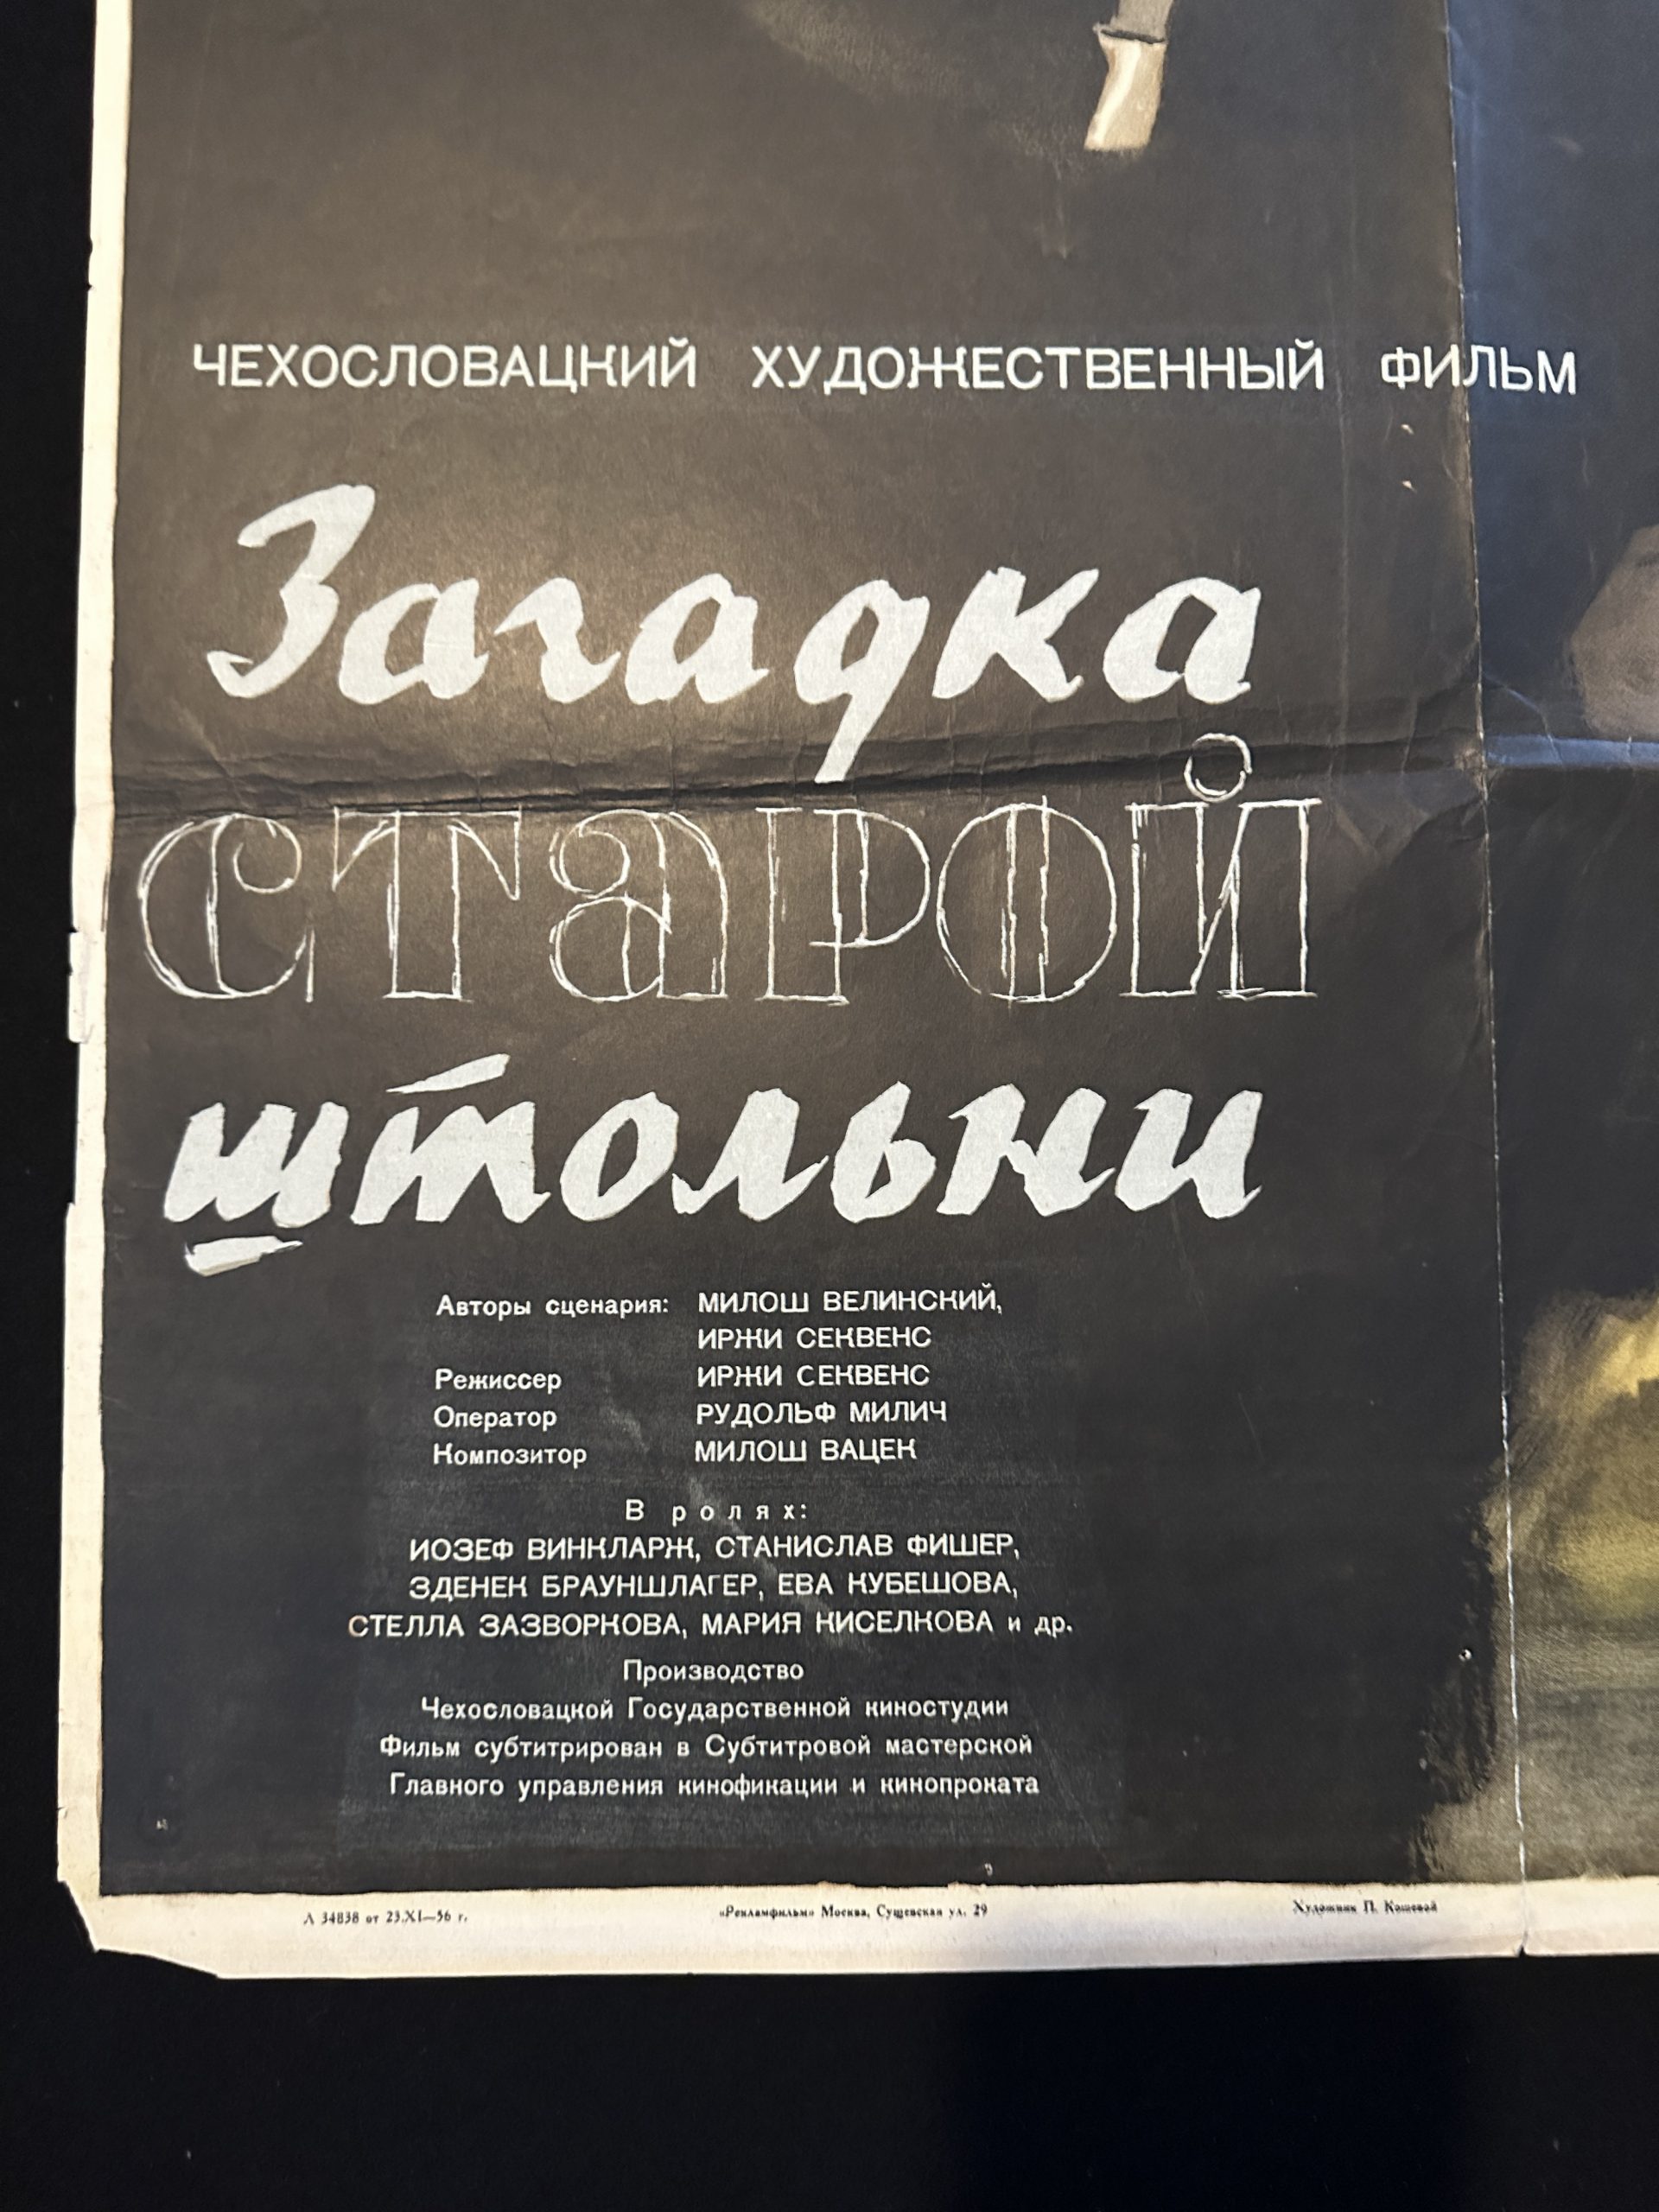 ЧЕХОСЛОВАЦКИЙ ХУДОЖЕСТВЕННЫЙ ФИЛЬМ
Загадка
СТАРОЙ
штольни
Авторы сценария: МИЛОШ ВЕЛИНСКИЙ,
ИРЖИ СЕКВЕНС
Режиссер ИРЖИ СЕКВЕНС
Оператор РУДОЛЬФ МИЛИЧ
Композитор МИЛОШ ВАЦЕК
В ролях:
ИОЗЕФ ВИНКЛАРЖ, СТАНИСЛАВ ФИШЕР,
ЗДЕНЕК БРАУНШЛАГЕР, ЕВА КУБЕШОВА,
СТЕЛЛА ЗАЗВОРКОВА, МАРИЯ КИСЕЛКОВА и др.
Производство
Чехословацкой Государственной киностудии
Фильм субтитрирован в Субтитровой мастерской
Главного управления кинофикации и кинопроката
Л 34838 от 23.XI—56 г. «Рекламфильм» Москва, Сущевская ул. 29 Художник П. Кошевой